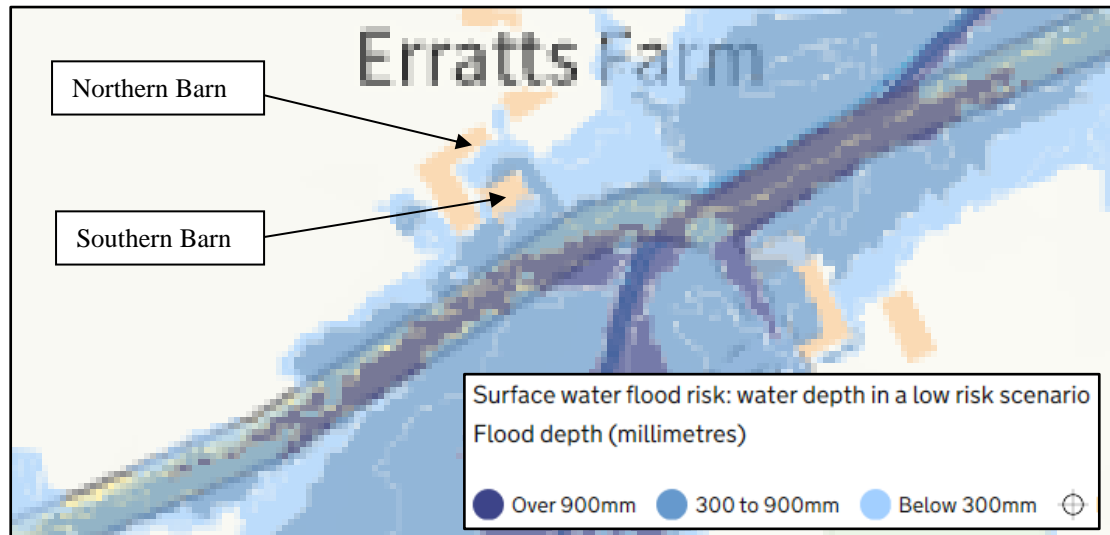 Erratts Farm
Northern Barn
Southern Barn
Surface water flood risk: water depth in a low risk scenario
Flood depth (millimetres)
Over 900mm 300 to 900mm Below 300mm